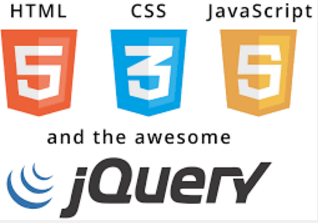 HTML CSS JavaScript
5 3 5
and the awesome
jQuery